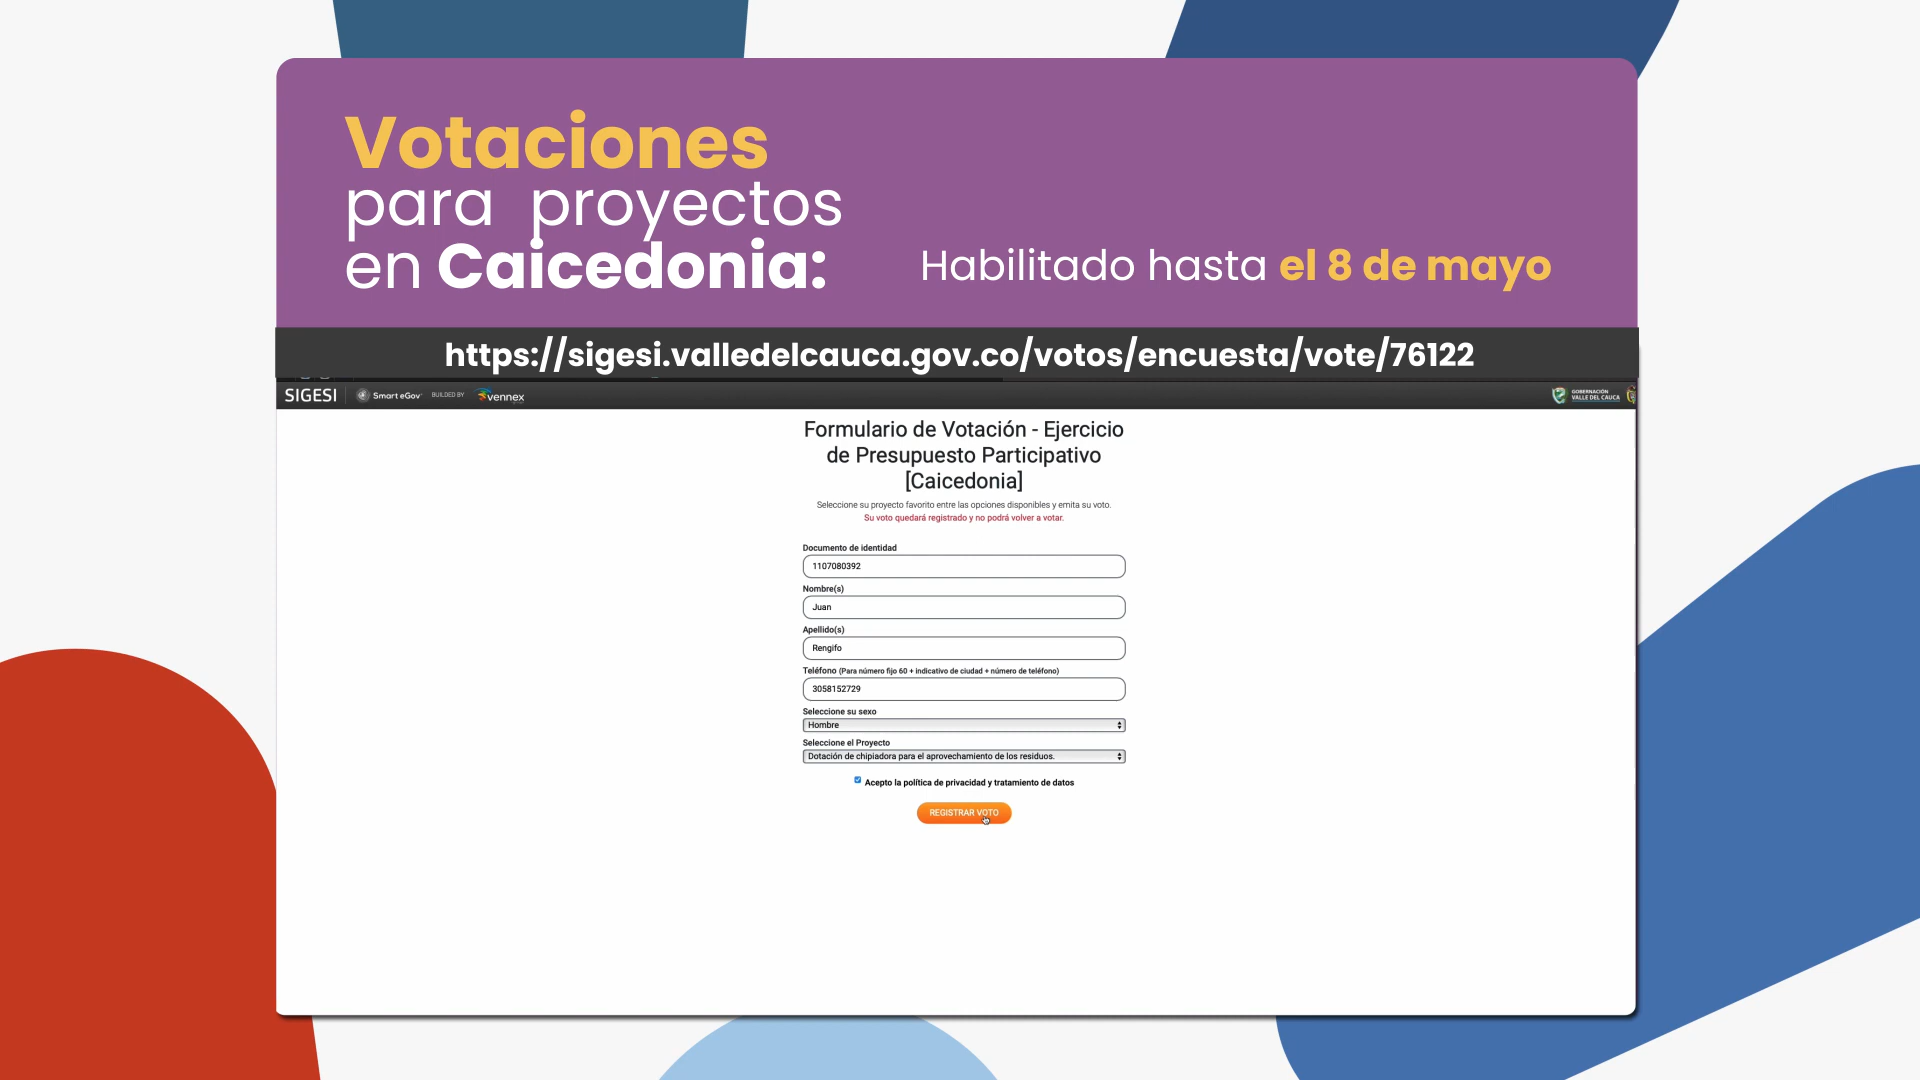 Votaciones
para proyectos
en Caicedonia:
Habilitado hasta el 8 de mayo
https://sigesi.valledelcauca.gov.co/votos/encuesta/vote/76122
SIGESI Smart eGov BUILDED BY vennex
GOBERNACIÓN
VALLE DEL CAUCA
Formulario de Votación - Ejercicio
de Presupuesto Participativo
[Caicedonia]
Seleccione su proyecto favorito entre las opciones disponibles y emita su voto.
Su voto quedará registrado y no podrá volver a votar.
Documento de identidad
1107080392
Nombre(s)
Juan
Apellido(s)
Rengifo
Teléfono (Para número fijo 60 + indicativo de ciudad + número de teléfono)
3058152729
Seleccione su sexo
Hombre
Seleccione el Proyecto
Dotación de chipiadora para el aprovechamiento de los residuos.
Acepto la política de privacidad y tratamiento de datos
REGISTRAR VOTO